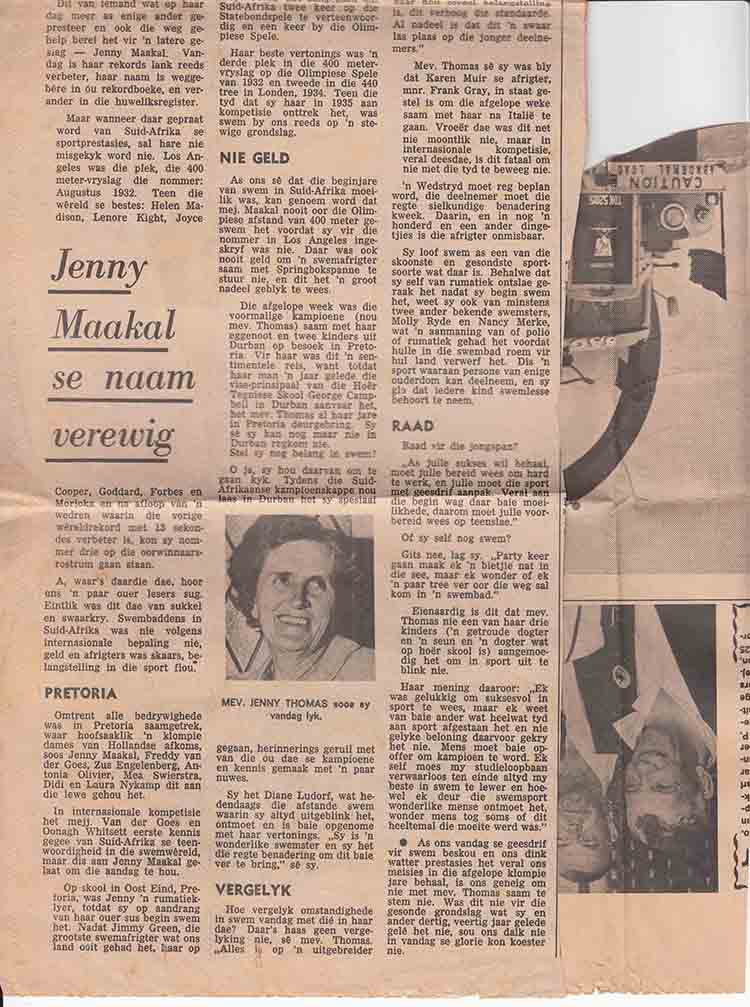 Dit van iemand wat op haar
dag meer as enige ander ge-
presteer en ook die weg ge-
help berei het vir 'n latere ge-
slag — Jenny Maakal. Van-
dag is haar rekords lank reeds
verbeter, haar naam is wegge-
bêre in óu rekordboeke, en ver-
ander in die huweliksregister.
Maar wanneer daar gepraat
word van Suid-Afrika se
sportprestasies, sal hare nie
misgekyk word nie. Los An-
geles was die plek, die 400
meter-vryslag die nommer:
Augustus 1932. Teen die
wêreld se bestes: Helen Ma-
dison, Lenore Kight, Joyce
Jenny
Maakal
se naam
verewig
Cooper, Goddard, Forbes en
en na afloop van 'n
wedren waarin die vorige
wêreldrekord met 13 sekon-
des verbeter is, kon sy nom-
mer drie op die oorwinnaars-
rostrum gaan staan.
A, waar's daardie dae, hoor
ons 'n paar ouer lesers sug.
Eintlik was dit dae van sukkel
en swaarkry. Swembaddens in
Suid-Afrika was nie volgens
internasionale bepaling nie,
geld en afrigters was skaars, be-
langstelling in die sport flou.
PRETORIA
Omtrent alle bedrywighede
was in Pretoria saamgetrek,
waar hoofsaaklik 'n klompie
dames van Hollandse afkoms,
soos Jenny Maakal, Freddy van
der Goes, Zus Engelenberg, An-
tonia Olivier, Mea Swierstra,
Didi en Laura Nykamp dit aan
die lewe gehou het.
In internasionale kompetisie
het mejj. Van der Goes en
Oonagh Whitsett eerste kennis
gegee van Suid-Afrika se teen-
woordigheid in die swemwêreld,
maar dis aan Jenny Maakal ge-
laat om die aandag te hou.
Op skool in Oost Eind, Pre-
toria, was Jenny 'n rumatiek-
lyer, totdat sy op aandrang
van haar ouer sus begin swem
het. Nadat Jimmy Green, die
grootste swemafrigter wat ons
land ooit gehad het, haar op
Suid-Afrika twee keer op die
Statebondspele te verteenwoor-
dig en een keer by die Olim-
piese Spele.
Haar beste vertonings was 'n
derde plek in die 400 meter-
vryslag op die Olimpiese Spele
van 1932 en tweede in die 440
tree in Londen, 1934. Teen die
tyd dat sy haar in 1935 aan
kompetisie onttrek het, was
swem by ons reeds op 'n ste-
wige grondslag.
NIE GELD
As ons sê dat die beginjare
van swem in Suid-Afrika moei-
lik was, kan genoem word dat
mej. Maakal nooit oor die Olim-
piese afstand van 400 meter ge-
swem het voordat sy vir die
nommer in Los Angeles inge-
skryf was nie. Daar was ook
nooit geld om 'n swemafrigter
saam met Springbokspanne te
stuur nie, en dit het 'n groot
nadeel geblyk te wees.
Die afgelope week was die
voormalige kampioene (nou
mev. Thomas) saam met haar
eggenoot en twee kinders uit
Durban op besoek in Preto-
ria. Vir haar was dit 'n sen-
timentele reis, want totdat
haar man 'n jaar gelede die
vise-prinsipaal van die Hoër
Tegniese Skool George Camp-
bell in Durban aanvaar het,
het mev. Thomas al haar jare
in Pretoria deurgebring. Sy
sê sy kan nog maar nie in
Durban regkom nie.
Stel sy nog belang in swem?
O ja, sy hou daarvan om te
gaan kyk. Tydens die Suid-
Afrikaanse kampioenskappe nou
laas in Durban het sy spesiaal
MEV. JENNY THOMAS soos sy
vandag lyk.
gegaan, herinnerings geruil met
van die óu dae se kampioene
en kennis gemaak met 'n paar
nuwes.
Sy het Diane Ludorf, wat he-
dendaags die afstande swem
waarin sy altyd uitgeblink het,
ontmoet en is baie opgenome
met haar vertonings. „Sy is 'n
wonderlike swemster en sy het
die regte benadering om dit baie
ver te bring," sê sy.
VERGELYK
Hoe vergelyk omstandighede
in swem vandag met dié in haar
dae? Daar's haas geen verge-
lyking nie, sê mev. Thomas.
„Alles is op 'n uitgebreider
is, dit verhoog die standaarde.
Al nadeel is dat dit 'n swaar
las plaas op die jonger deelne-
mers."
Mev. Thomas sê sy was bly
dat Karen Muir se afrigter,
mnr. Frank Gray, in staat ge-
stel is om die afgelope weke
saam met haar na Italië te
gaan. Vroeër dae was dit net
nie moontlik nie, maar in
internasionale kompetisie,
veral deesdae, is dit fataal om
nie met die tyd te beweeg nie.
'n Wedstryd moet reg beplan
word, die deelnemer moet die
regte sielkundige benadering
kweek. Daarin, en in nog 'n
honderd en een ander dinge-
tjies is die afrigter onmisbaar.
Sy loof swem as een van die
skoonste en gesondste sport-
soorte wat daar is. Behalwe dat
sy self van rumatiek ontslae ge-
raak het nadat sy begin swem
het, weet sy ook van minstens
twee ander bekende swemsters,
Molly Ryde en Nancy Merke,
wat 'n aanmaning van of polio
of rumatiek gehad het voordat
hulle in die swembad roem vir
hul land verwerf het. Dis 'n
sport waaraan persone van enige
ouderdom kan deelneem, en sy
glo dat iedere kind swemlesse
behoort te neem.
RAAD
Raad vir die jongspan?
„As julle sukses wil behaal,
moet julle bereid wees om hard
te werk, en julle moet die sport
met geesdrif aanpak. Veral aan
die begin wag daar baie moei-
likhede, daarom moet julle voor-
bereid wees op teenslae."
Of sy self nog swem?
Gits nee, lag sy. „Party keer
gaan maak ek 'n bietjie nat in
die see, maar ek wonder of ek
'n paar tree ver oor die weg sal
kom in 'n swembad."
Eienaardig is dit dat mev.
Thomas nie een van haar drie
kinders ('n getroude dogter
en 'n seun en 'n dogter wat
op hoër skool is) aangemoe-
dig het om in sport uit te
blink nie.
Haar mening daaroor: „Ek
was gelukkig om suksesvol in
sport te wees, maar ek weet
van baie ander wat heelwat tyd
aan sport afgestaan het en nie
gelyke beloning daarvoor gekry
het nie. Mens moet baie op-
offer om kampioen te word. Ek
self moes my studieloopbaan
verwaarloos ten einde altyd my
beste in swem te lewer en hoe-
wel ek deur die swemsport
wonderlike mense ontmoet het,
wonder mens tog soms of dit
heeltemal die moeite werd was."
● As ons vandag se geesdrif
vir swem beskou en ons dink
watter prestasies het veral ons
meisies in die afgelope klompie
jare behaal, is ons geneig om
nie met mev. Thomas saam te
stem nie. Was dit nie vir die
gesonde grondslag wat sy en
ander dertig, veertig jaar gelede
gelê het nie, sou ons dalk nie
in vandag se glorie kon koester
nie.
CAUTION